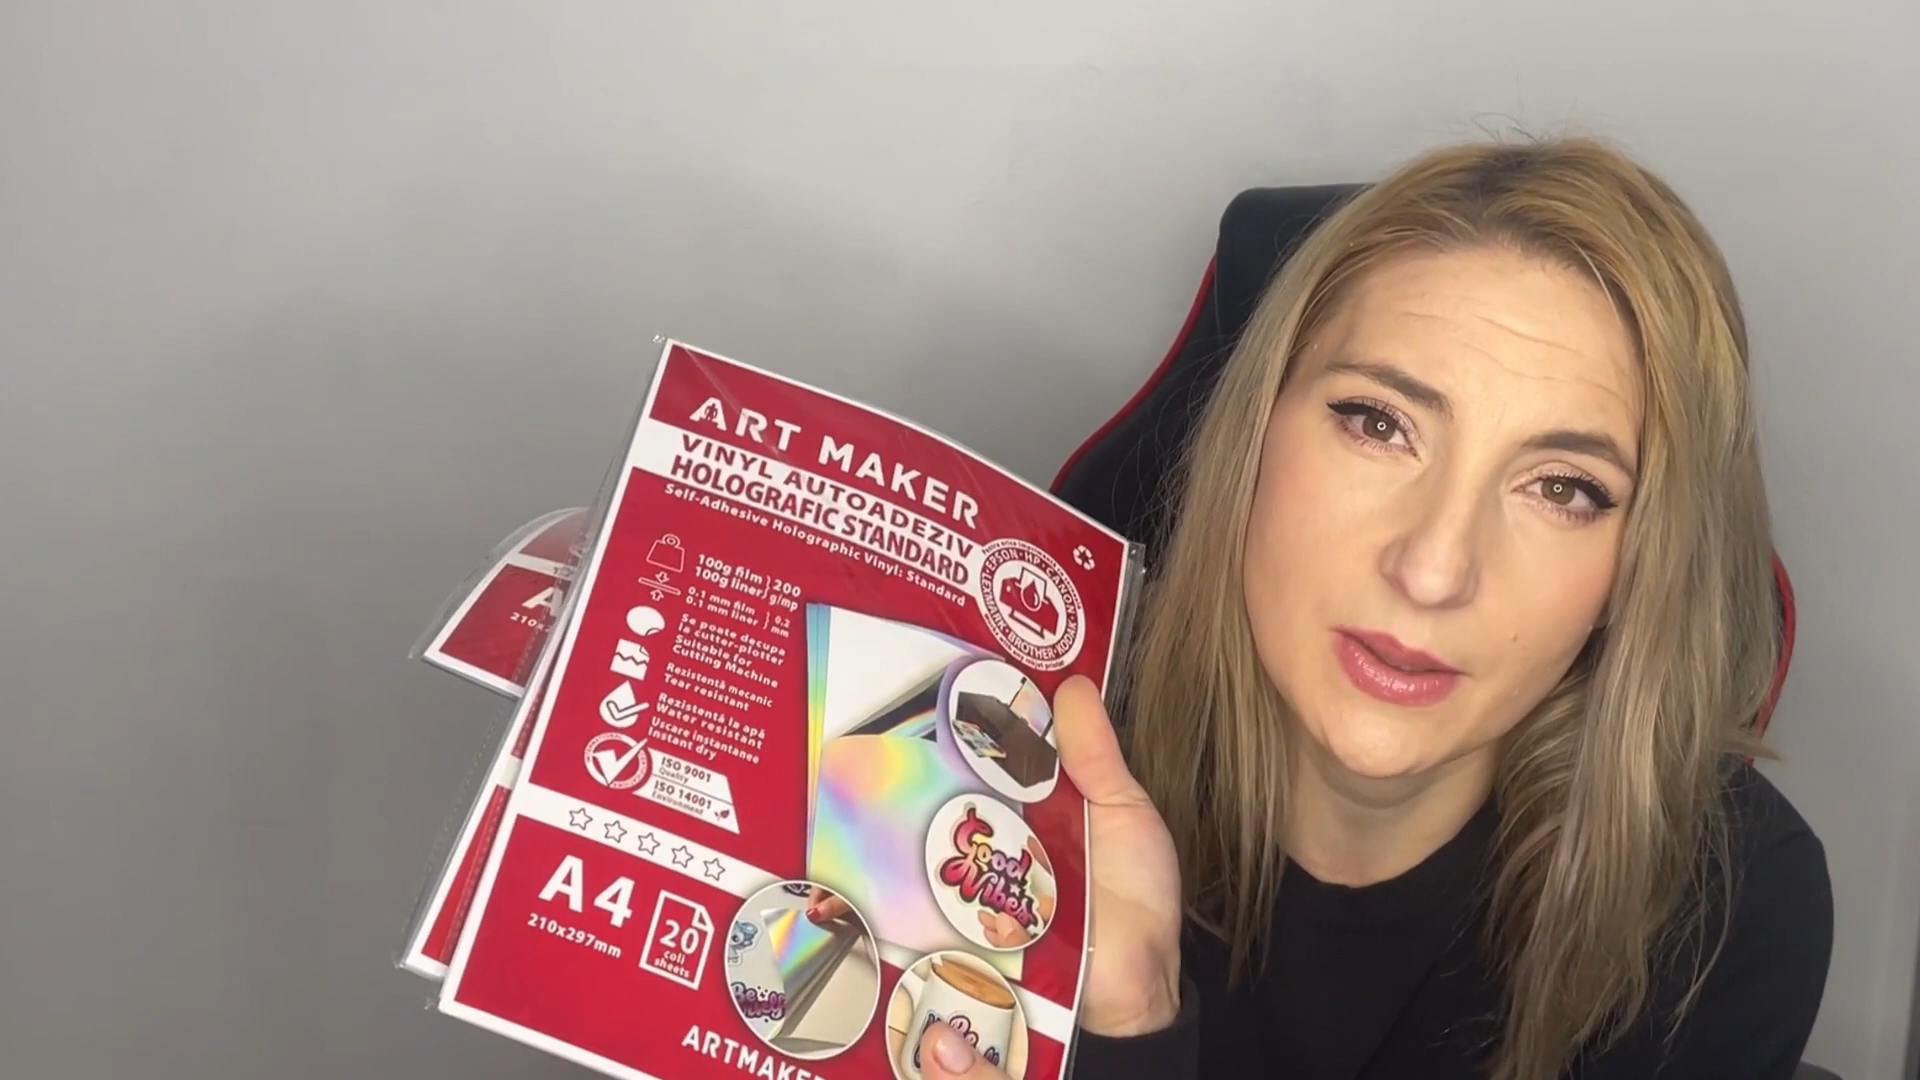 ART MAKER
VINYL AUTOADEZIV
HOLOGRAFIC STANDARD
Self-Adhesive Holographic Vinyl: Standard
EPSON · HP · CANON
LEXMARK · BROTHER · KODAK
100g film
100g liner
200
g/mp
0.1 mm film
0.1 mm liner
0.2
mm
Se poate decupa
la cutter-plotter
Suitable for
Cutting Machine
Rezistentă mecanic
Tear resistant
Rezistentă la apă
Water resistant
Uscare instantanee
Instant dry
ISO 9001
Quality
ISO 14001
Environment
Good
Vibes
A4
210x297mm
20
coli
sheets
ARTMAKE